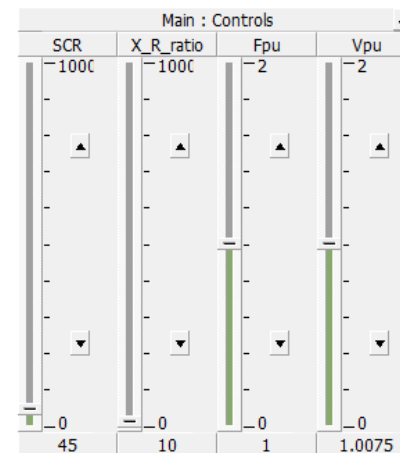 Main : Controls
SCR X_R_ratio Fpu Vpu
1000 1000 2 2
0 0 0 0
45 10 1 1.0075